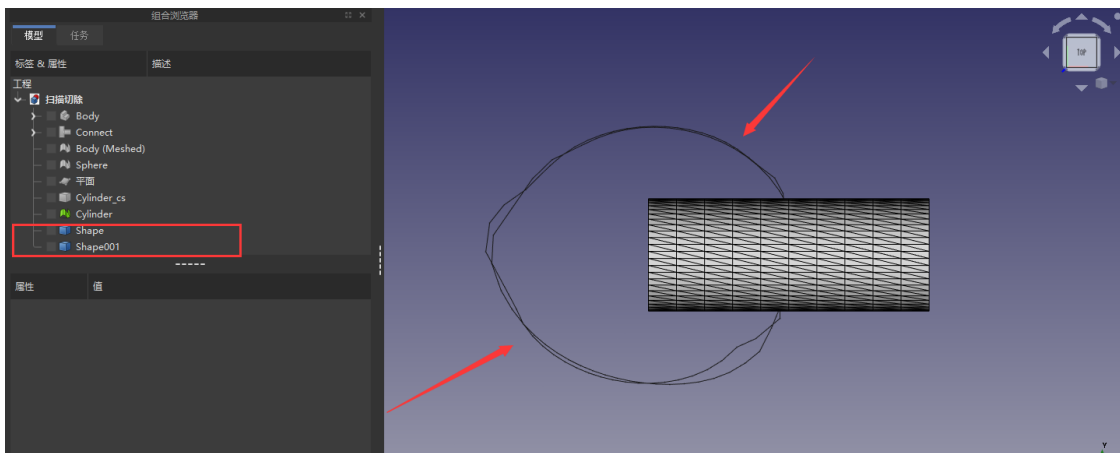 组合浏览器
模型 任务
标签 & 属性 描述
工程
扫描切除
Body
Connect
Body (Meshed)
Sphere
平面
Cylinder_cs
Cylinder
Shape
Shape001
属性 值
TOP
Y